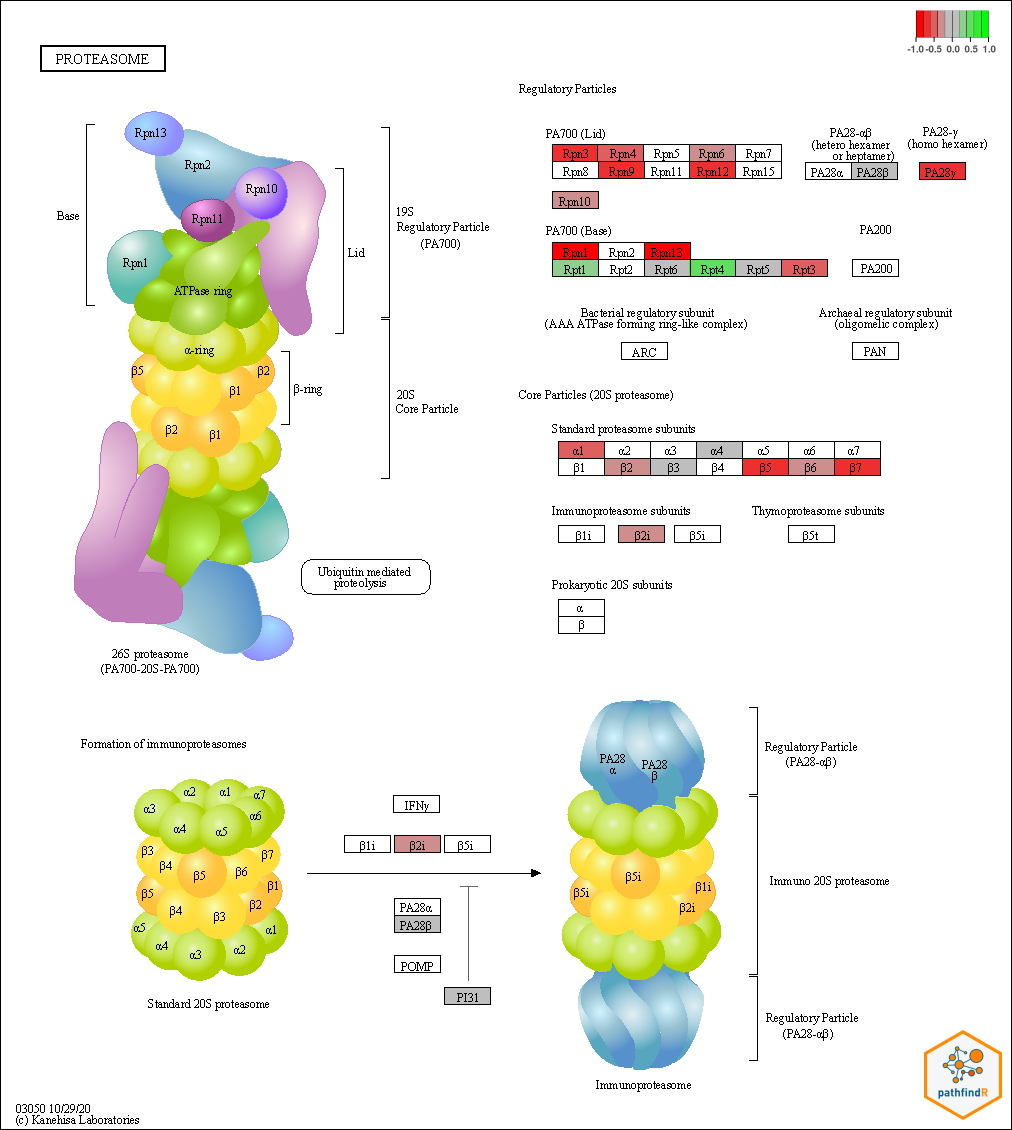 -1.0 -0.5 0.0 0.5 1.0
PROTEASOME
Regulatory Particles
PA700 (Lid)
Rpn3 Rpn4 Rpn5 Rpn6 Rpn7
Rpn8 Rpn9 Rpn11 Rpn12 Rpn15
Rpn10
PA28-αβ
(hetero hexamer
or heptamer)
PA28α PA28β
PA28-γ
(homo hexamer)
PA28γ
PA700 (Base)
Rpn1 Rpn2 Rpn13
Rpt1 Rpt2 Rpt6 Rpt4 Rpt5 Rpt3
PA200
PA200
Bacterial regulatory subunit
(AAA ATPase forming ring-like complex)
ARC
Archaeal regulatory subunit
(oligomelic complex)
PAN
Core Particles (20S proteasome)
Standard proteasome subunits
α1 α2 α3 α4 α5 α6 α7
β1 β2 β3 β4 β5 β6 β7
Immunoproteasome subunits
β1i β2i β5i
Thymoproteasome subunits
β5t
Prokaryotic 20S subunits
α
β
Rpn13
Rpn2
Rpn10
Rpn11
Rpn1
ATPase ring
Base
Lid
19S
Regulatory Particle
(PA700)
α-ring
β5
β2
β1
β2
β1
β-ring
20S
Core Particle
Ubiquitin mediated
proteolysis
26S proteasome
(PA700-20S-PA700)
Formation of immunoproteasomes
α2 α1 α7
α3 α6
α4 α5
β3 β7
β4 β5 β6
β5 β1
β4 β3 β2
α5 α1
α4 α3 α2
Standard 20S proteasome
IFNγ
β1i β2i β5i
PA28α
PA28β
POMP
PI31
PA28
α
PA28
β
β5i
β5i
β1i
β2i
Immunoproteasome
Regulatory Particle
(PA28-αβ)
Immuno 20S proteasome
Regulatory Particle
(PA28-αβ)
pathfindR
03050 10/29/20
(c) Kanehisa Laboratories